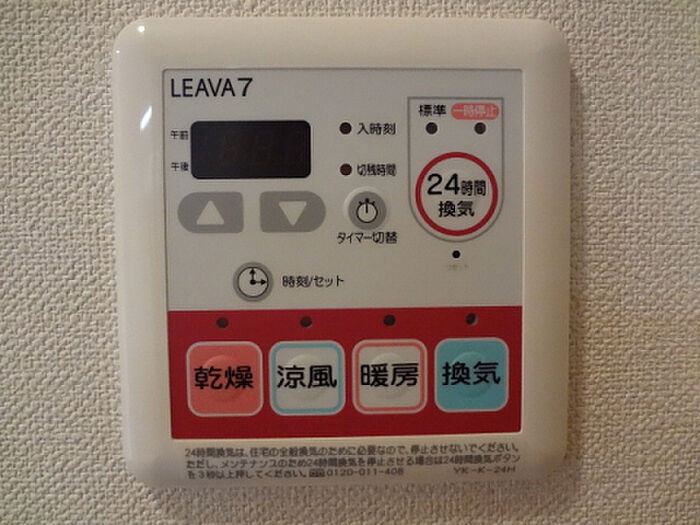 LEAVA 7
午前
午後
入時刻
切残時間
タイマー切替
時刻/セット
標準 一時停止
24時間
換気
リセット
乾燥 涼風 暖房 換気
24時間換気は、住宅の全般換気のために必要なので、停止させないでください。
ただし、メンテナンスのため24時間換気を停止させる場合は24時間換気ボタン
を3秒以上押してください。 0120-011-408 YK-K-24H